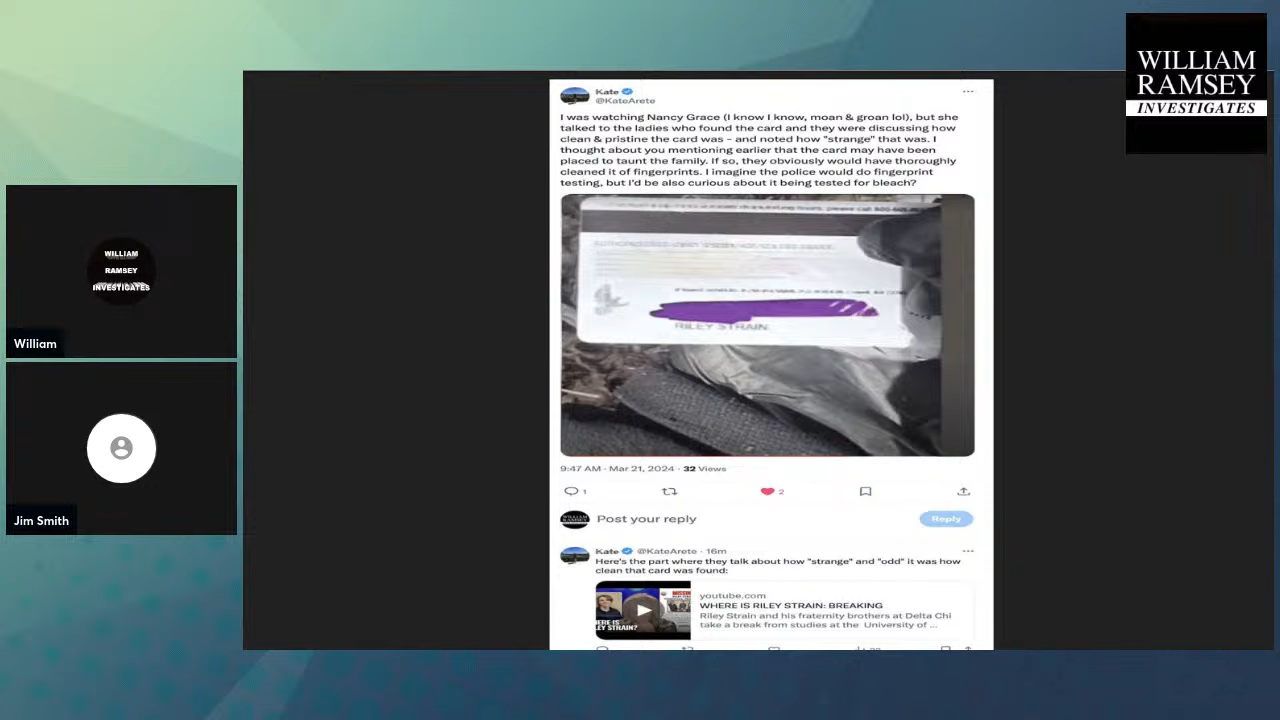 WILLIAM
RAMSEY
INVESTIGATES
Kate
@KateArete
I was watching Nancy Grace (I know I know, moan & groan lol), but she
talked to the ladies who found the card and they were discussing how
clean & pristine the card was - and noted how "strange" that was. I
thought about you mentioning earlier that the card may have been
placed to taunt the family. If so, they obviously would have thoroughly
cleaned it of fingerprints. I imagine the police would do fingerprint
testing, but I'd be also curious about it being tested for bleach?
RILEY STRAIN
9:47 AM · Mar 21, 2024 · 32 Views
1
2
Post your reply
Reply
Kate @KateArete · 16m
Here's the part where they talk about how "strange" and "odd" it was how
clean that card was found:
youtube.com
WHERE IS RILEY STRAIN: BREAKING
Riley Strain and his fraternity brothers at Delta Chi
take a break from studies at the University of ...
WILLIAM
RAMSEY
INVESTIGATES
William
Jim Smith